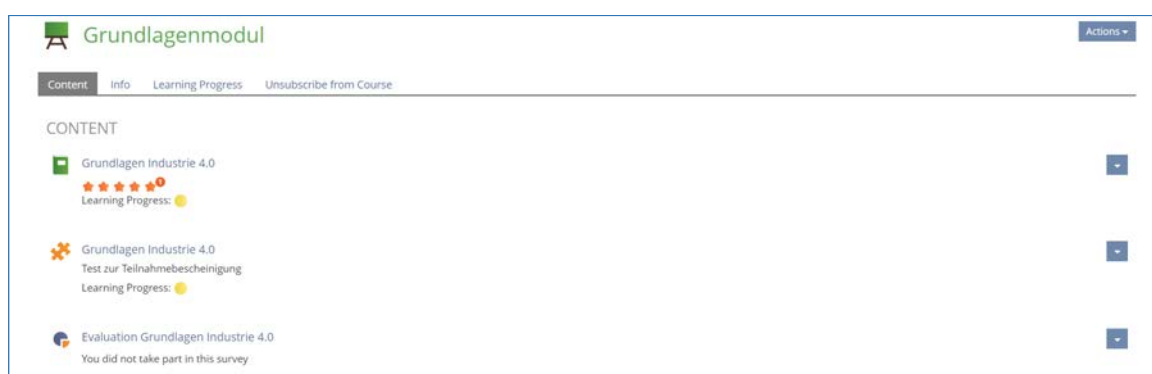 Grundlagenmodul
Actions
Content Info Learning Progress Unsubscribe from Course
CONTENT
Grundlagen Industrie 4.0
1
Learning Progress:
Grundlagen Industrie 4.0
Test zur Teilnahmebescheinigung
Learning Progress:
Evaluation Grundlagen Industrie 4.0
You did not take part in this survey